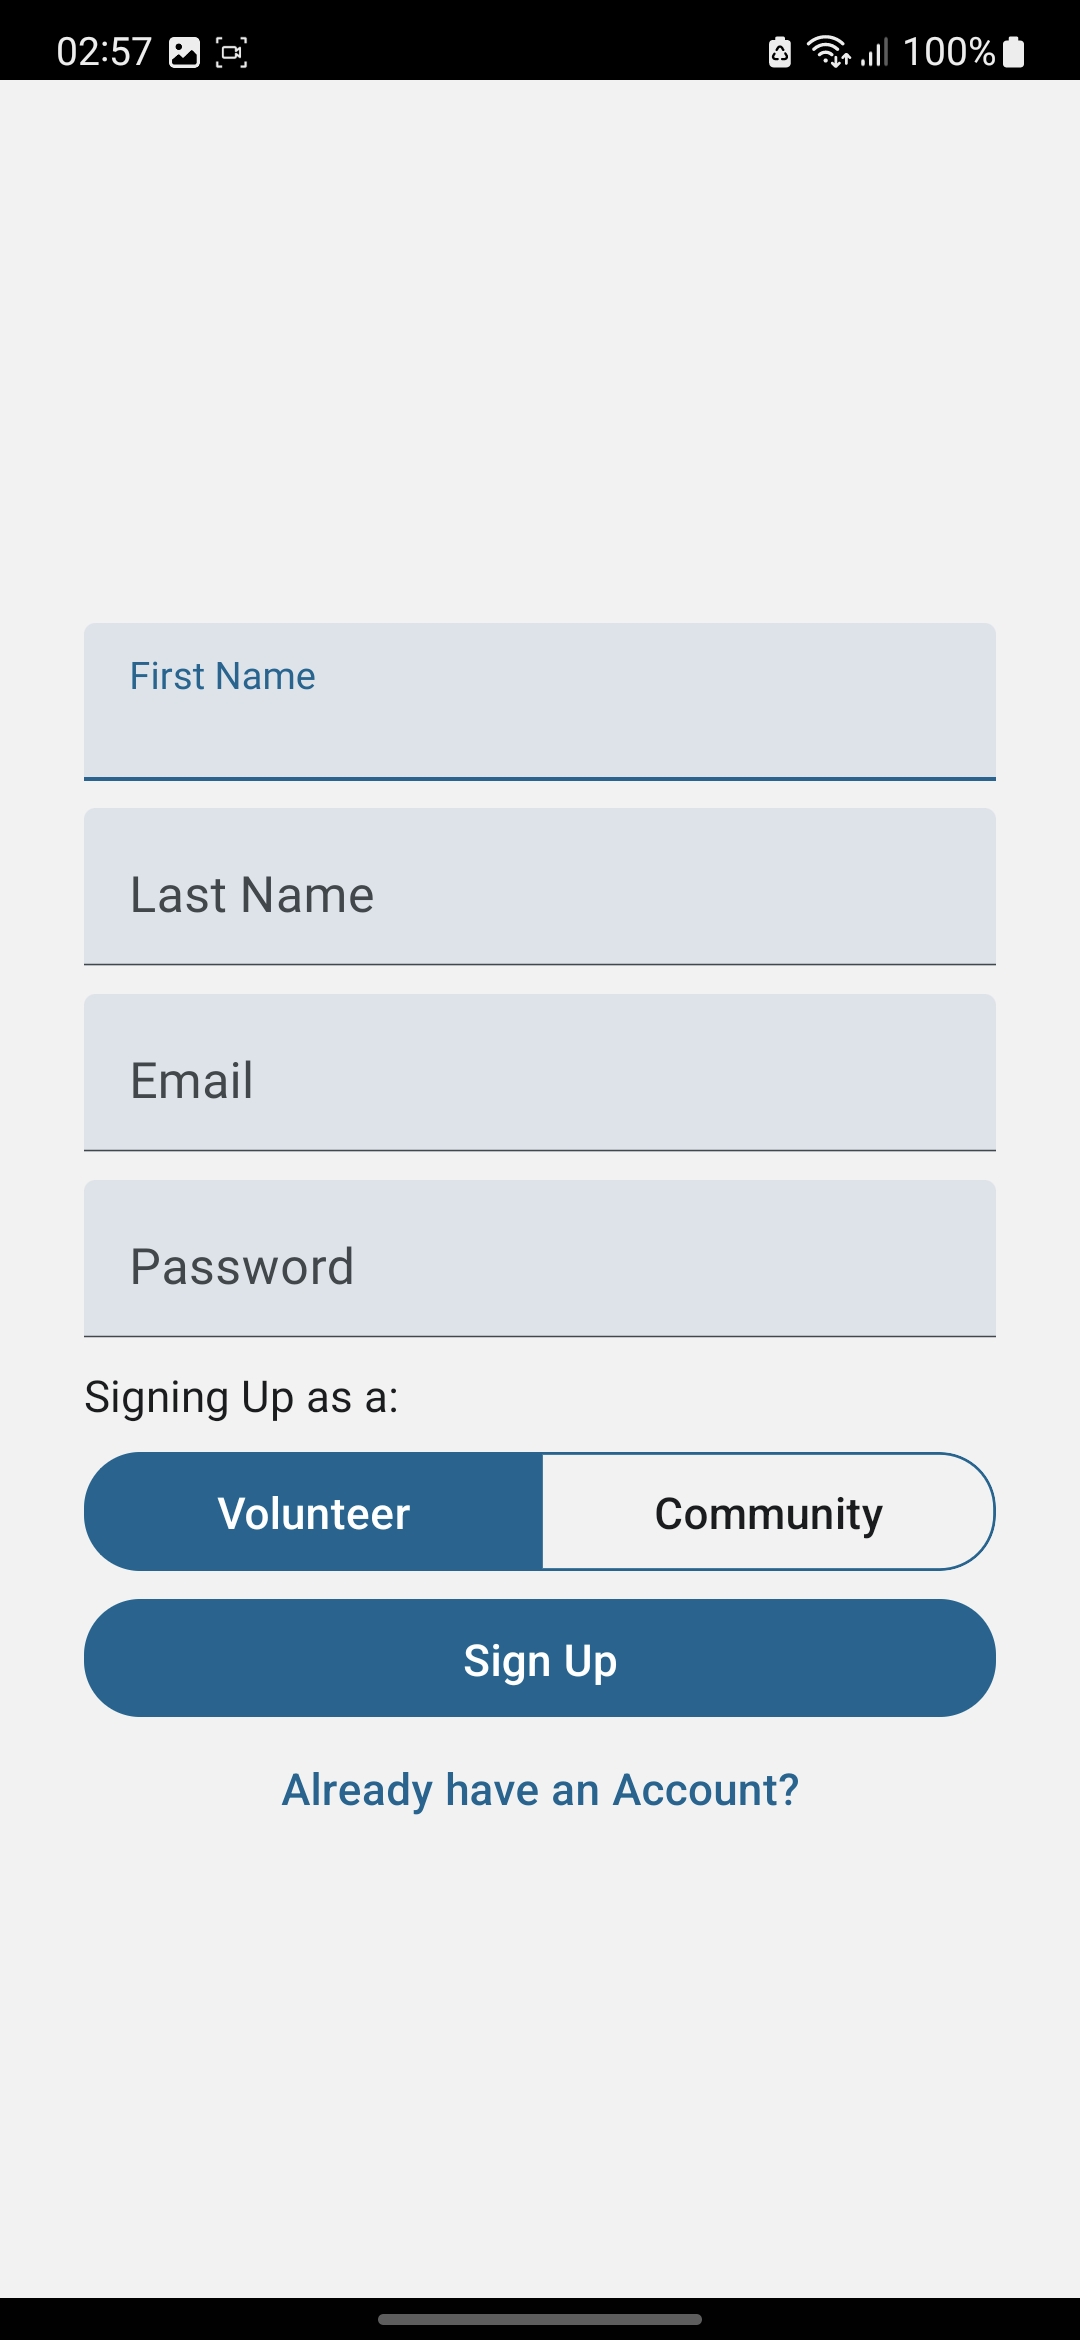 02:57 100%
First Name
Last Name
Email
Password
Signing Up as a:
Volunteer Community
Sign Up
Already have an Account?